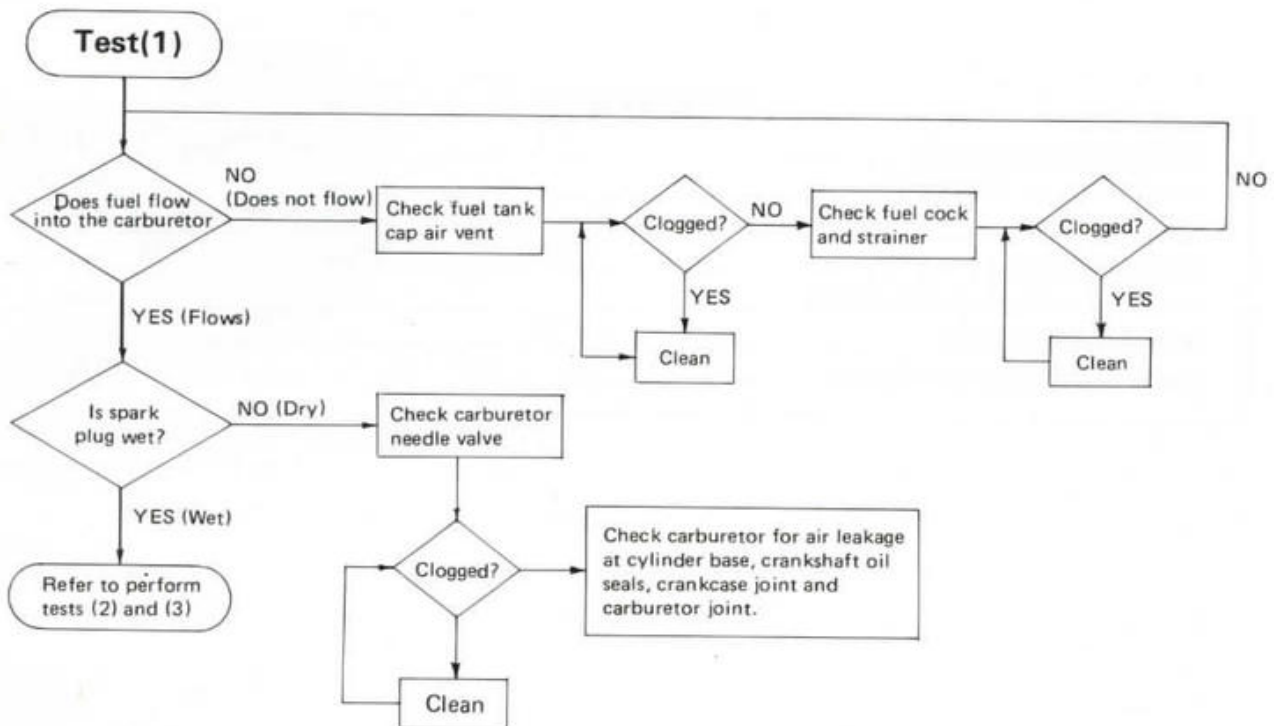 Test(1)
Does fuel flow
into the carburetor
NO
(Does not flow)
Check fuel tank
cap air vent
Clogged?
NO
YES
Clean
Check fuel cock
and strainer
Clogged?
NO
YES
Clean
YES (Flows)
Is spark
plug wet?
NO (Dry)
Check carburetor
needle valve
Clogged?
Clean
Check carburetor for air leakage
at cylinder base, crankshaft oil
seals, crankcase joint and
carburetor joint.
YES (Wet)
Refer to perform
tests (2) and (3)